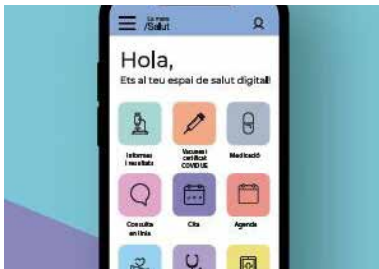 La meva
/Salut
Hola,
Ets al teu espai de salut digital!
Informes
i resultats
Vacunes i
certificat
COVID UE
Medicació
Consulta
en línia
Cita
Agenda